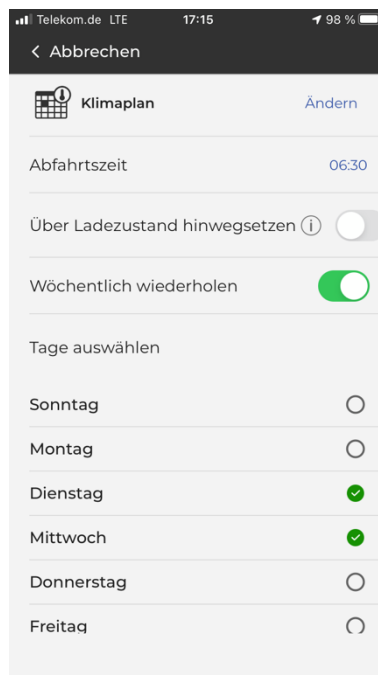 Telekom.de LTE 17:15 98 %
Abbrechen
Klimaplan Ändern
Abfahrtszeit 06:30
Über Ladezustand hinwegsetzen i
Wöchentlich wiederholen
Tage auswählen
Sonntag
Montag
Dienstag
Mittwoch
Donnerstag
Freitag